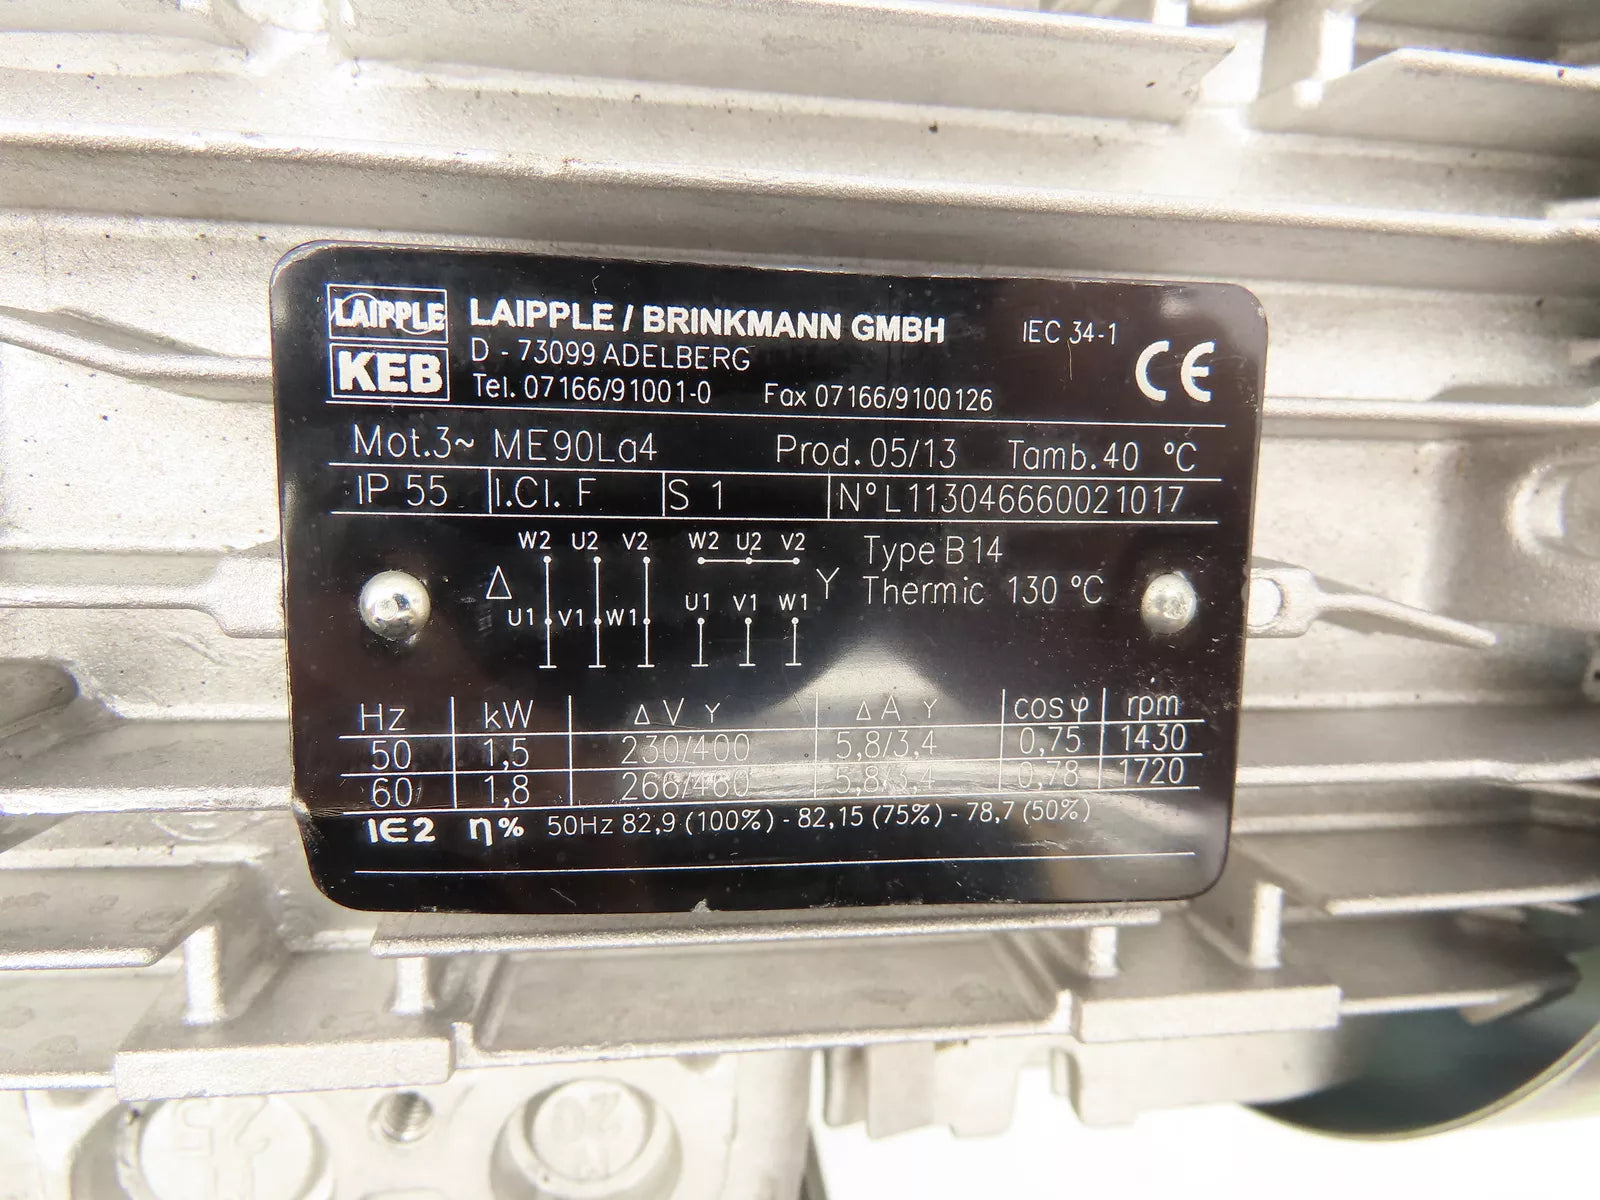 LAIPPLE
KEB
LAIPPLE / BRINKMANN GMBH
IEC 34-1
CE
D - 73099 ADELBERG
Tel. 07166/91001-0 Fax 07166/9100126
Mot.3~ ME90La4 Prod. 05/13 Tamb. 40 °C
IP 55 I.Cl. F S 1 N° L113046660021017
W2 U2 V2 W2 U2 V2 Type B14
Δ Y Thermic 130 °C
U1 V1 W1 U1 V1 W1
Hz kW Δ V Y Δ A Y cosφ rpm
50 1,5 230/400 5,8/3,4 0,75 1430
60 1,8 266/460 5,8/3,4 0,78 1720
IE2 η% 50Hz 82,9 (100%) - 82,15 (75%) - 78,7 (50%)
25 20